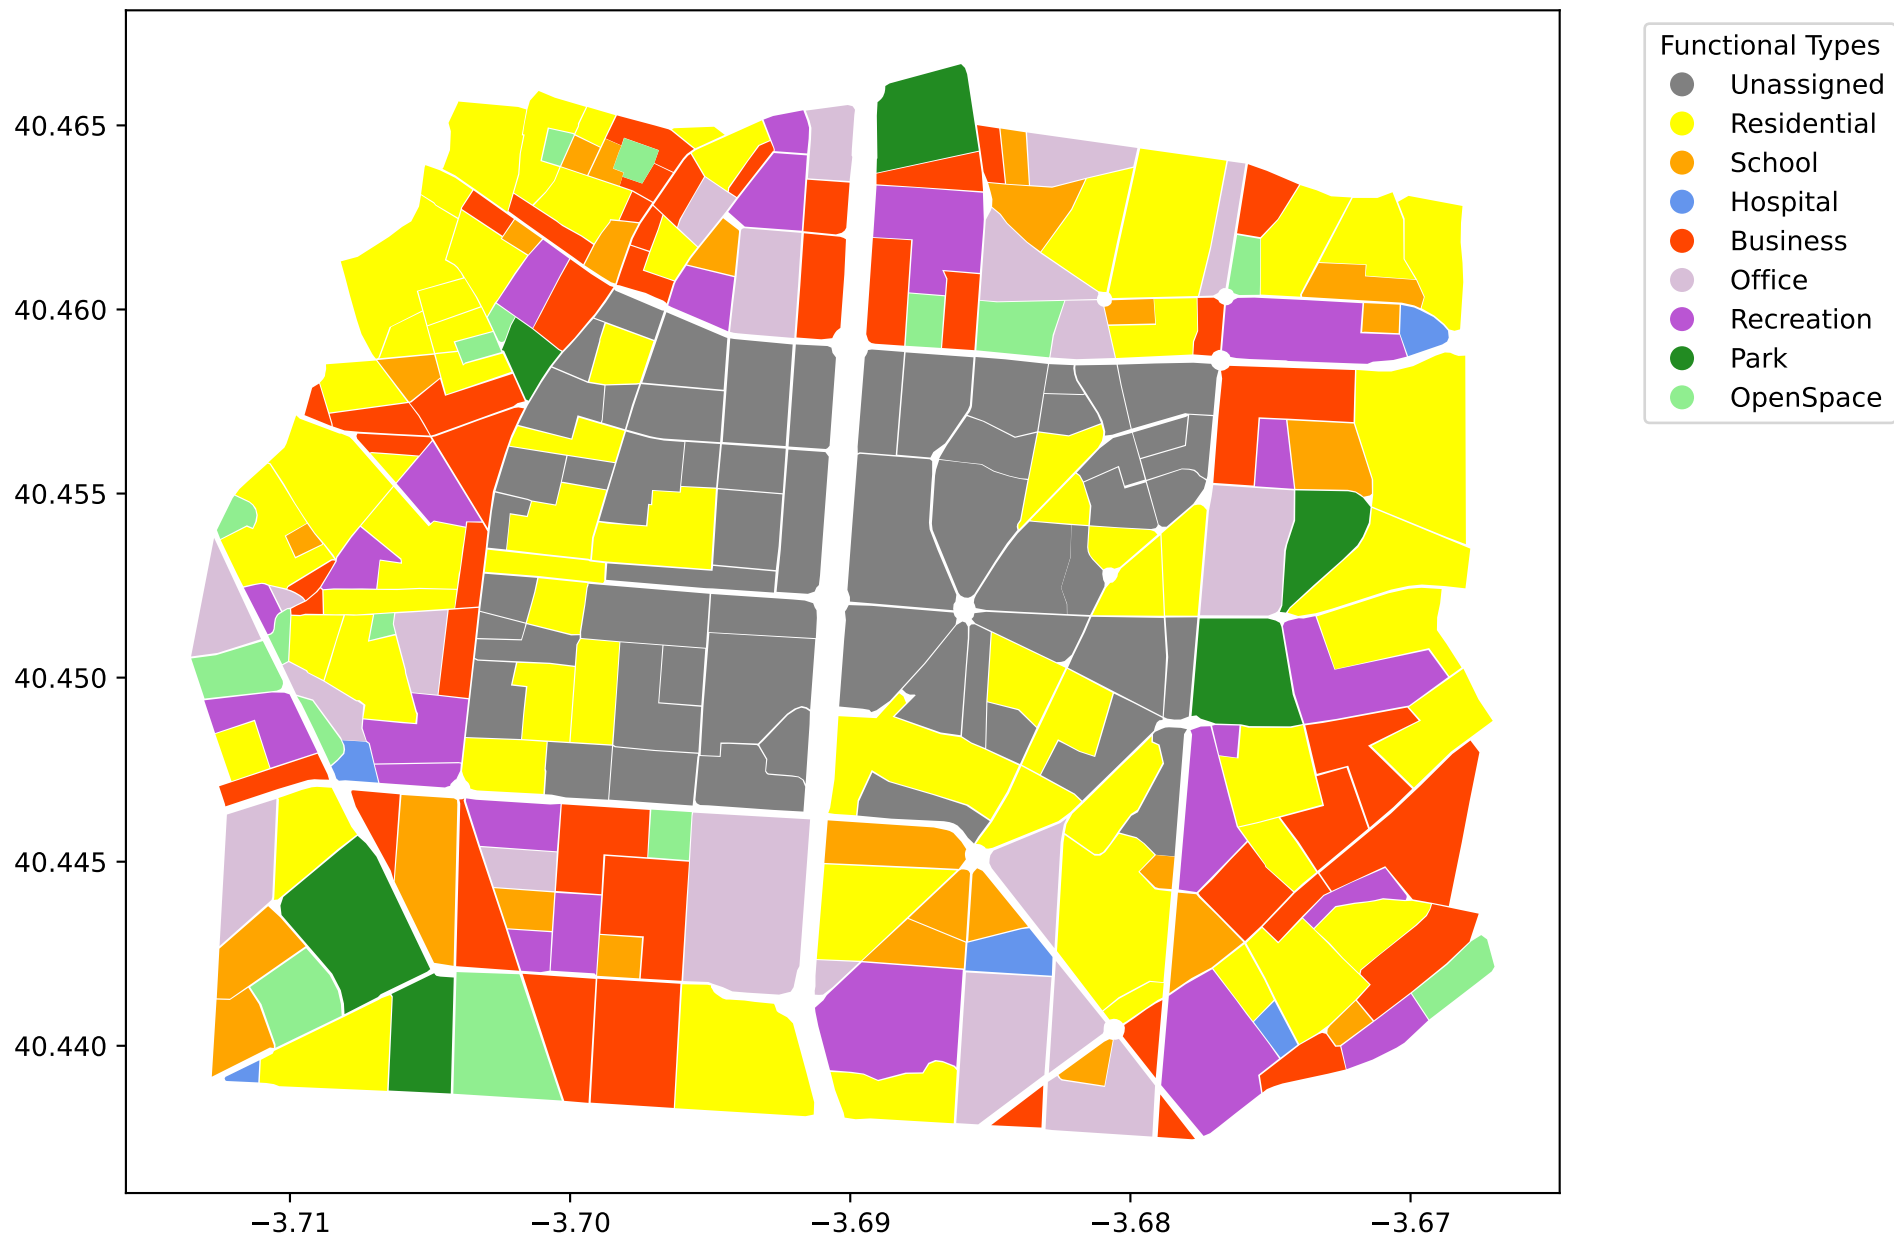 Functional Types
Unassigned
Residential
School
Hospital
Business
Office
Recreation
Park
OpenSpace
40.465
40.460
40.455
40.450
40.445
40.440
−3.71
−3.70
−3.69
−3.68
−3.67